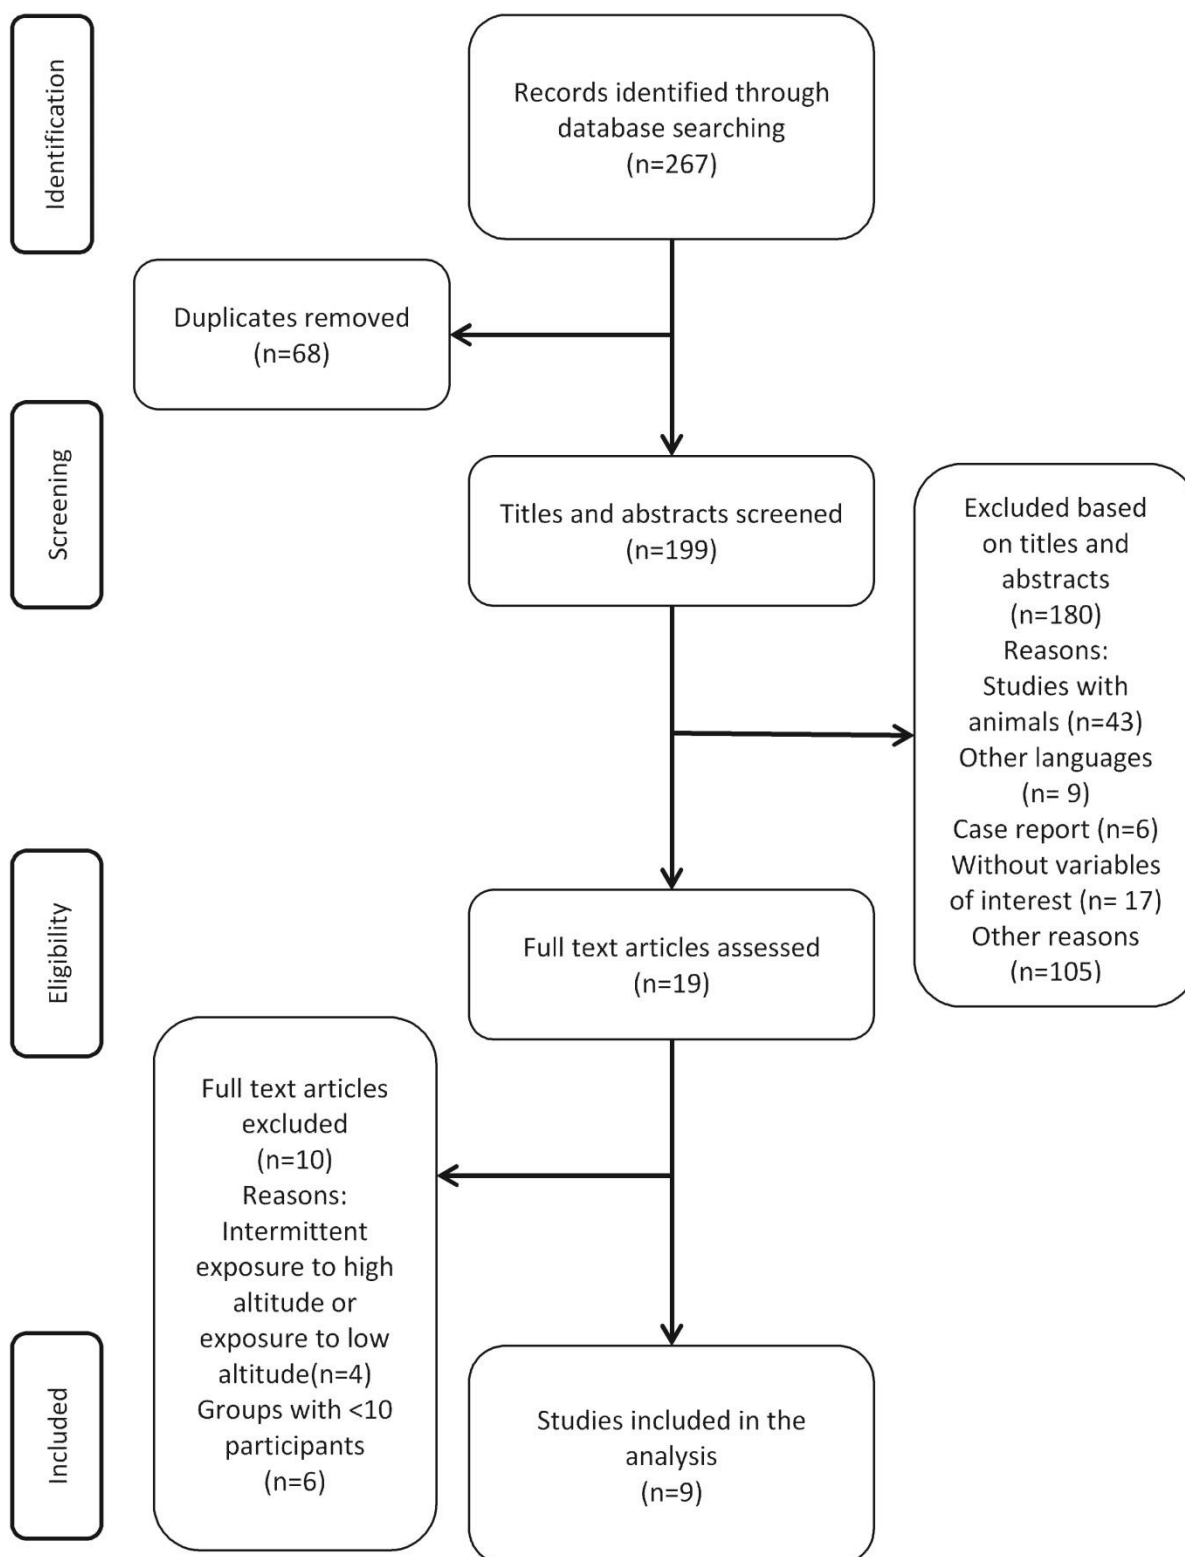 Identification
Records identified through
database searching
(n=267)
Duplicates removed
(n=68)
Screening
Titles and abstracts screened
(n=199)
Excluded based
on titles and
abstracts
(n=180)
Reasons:
Studies with
animals (n=43)
Other languages
(n= 9)
Case report (n=6)
Without variables
of interest (n= 17)
Other reasons
(n=105)
Eligibility
Full text articles assessed
(n=19)
Full text articles
excluded
(n=10)
Reasons:
Intermittent
exposure to high
altitude or
exposure to low
altitude(n=4)
Groups with <10
participants
(n=6)
Included
Studies included in the
analysis
(n=9)